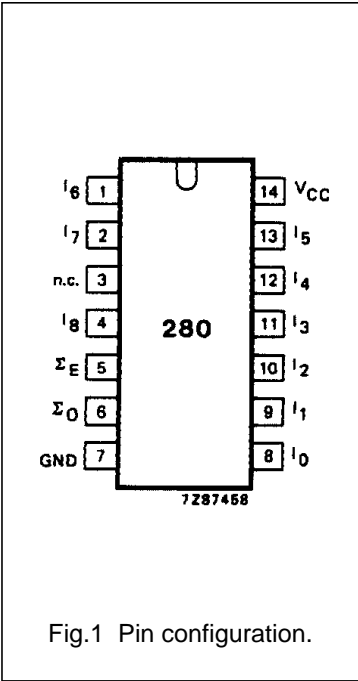 I6 1 14 VCC
I7 2 13 I5
n.c. 3 12 I4
I8 4 280 11 I3
ΣE 5 10 I2
ΣO 6 9 I1
GND 7 8 I0
7Z87458
Fig.1 Pin configuration.